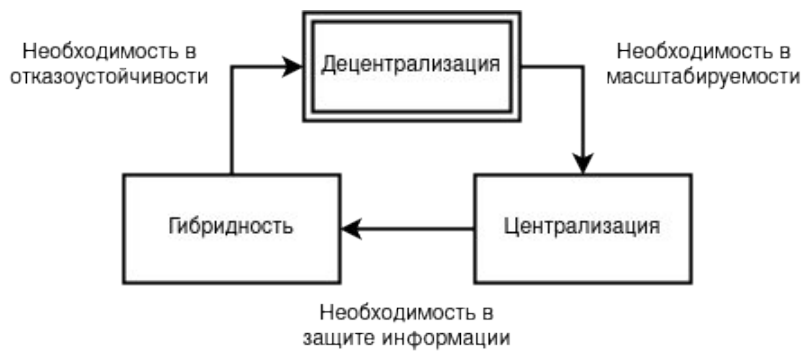 Необходимость в
отказоустойчивости
Децентрализация
Необходимость в
масштабируемости
Гибридность
Централизация
Необходимость в
защите информации